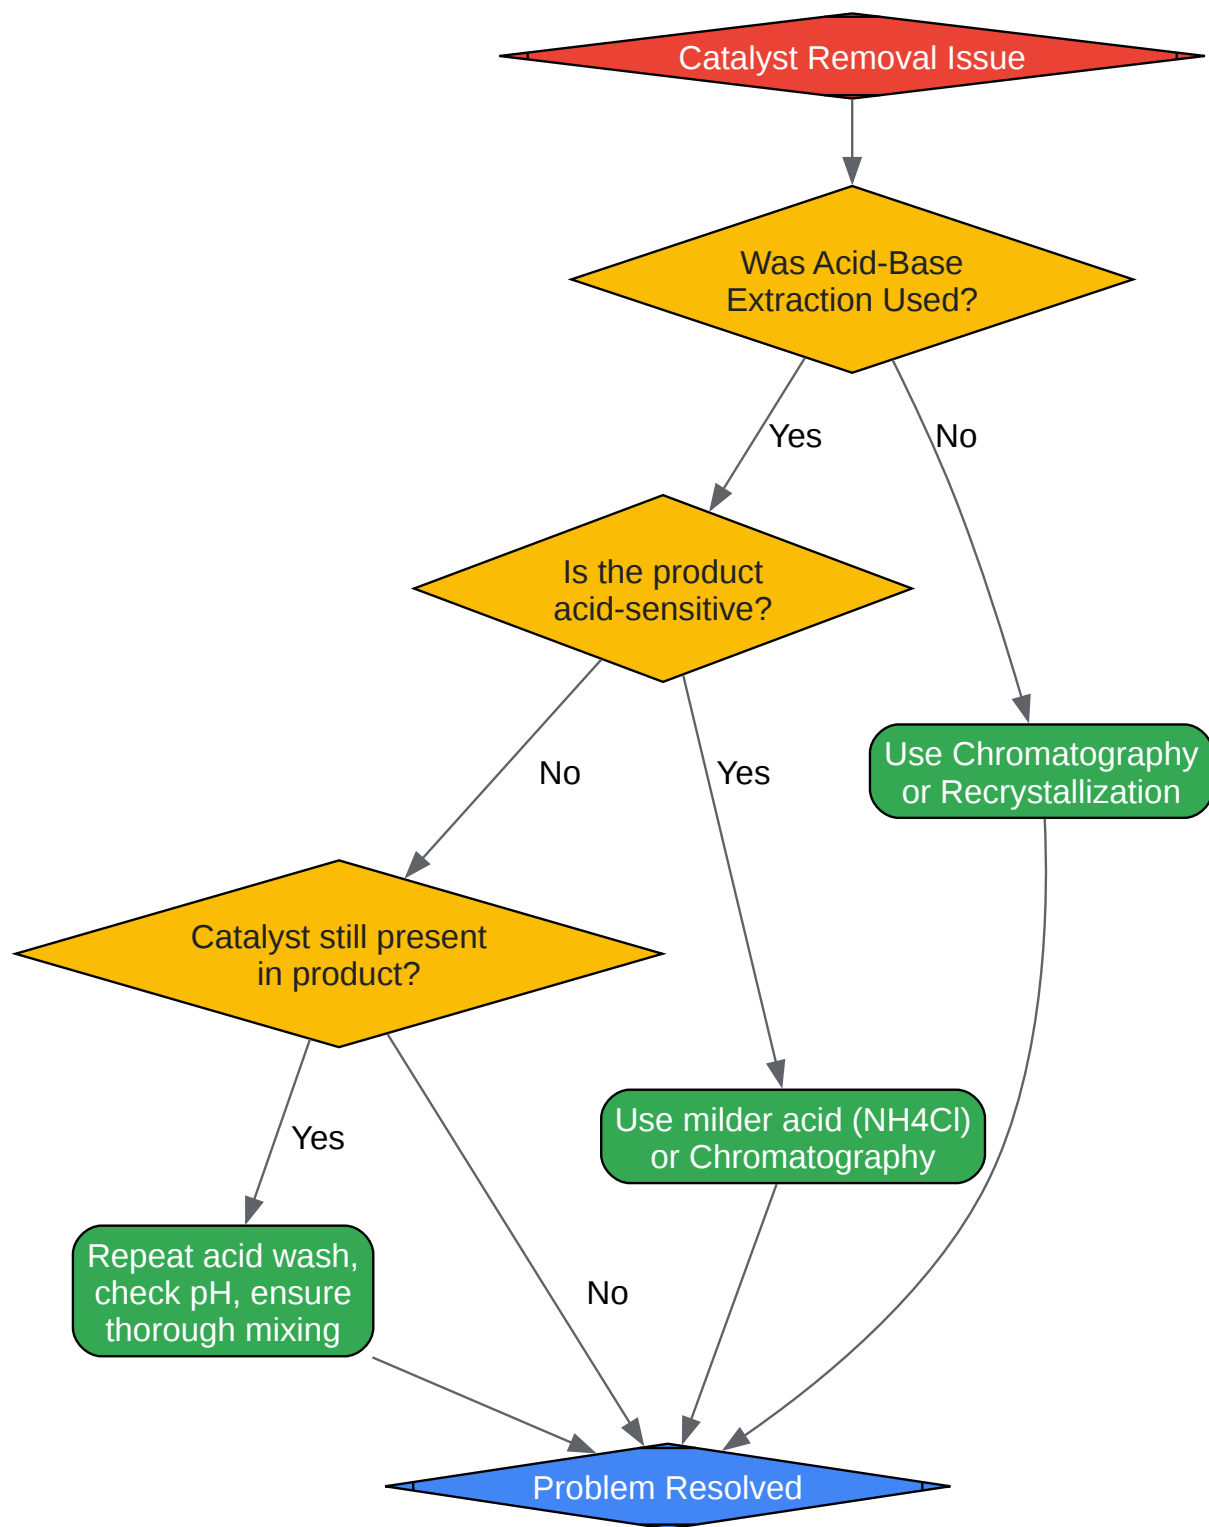 Catalyst Removal Issue
Was Acid-Base
Extraction Used?
Yes
No
Is the product
acid-sensitive?
Use Chromatography
or Recrystallization
No
Yes
Catalyst still present
in product?
Use milder acid (NH4Cl)
or Chromatography
Yes
Repeat acid wash,
check pH, ensure
thorough mixing
No
Problem Resolved